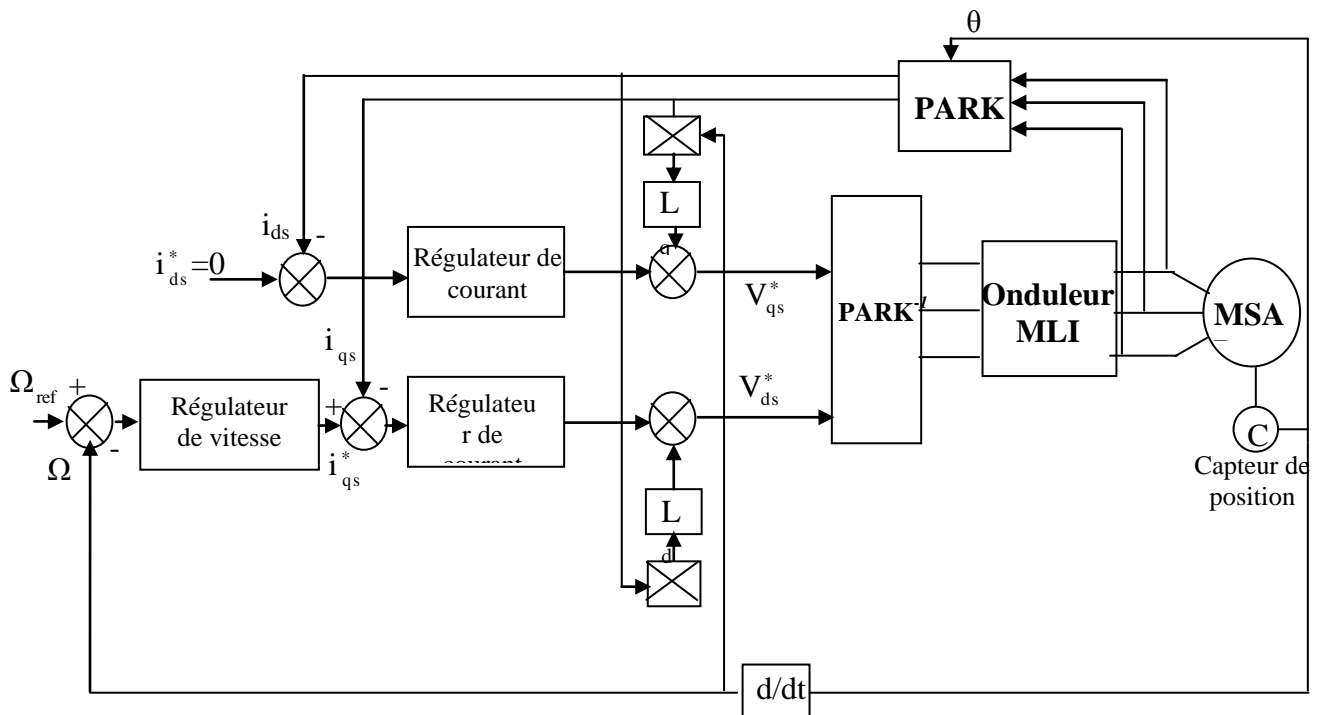 θ
PARK
L
q
i_ds
-
i*_ds =0
Régulateur de
courant
V*_qs
PARK^-1
Onduleur
MLI
MSA
i_qs
-
V*_ds
Ω_ref
+
Régulateur
de vitesse
+
Régulateu
r de
courant
C
Ω
-
i*_qs
Capteur de
position
L
d
d/dt